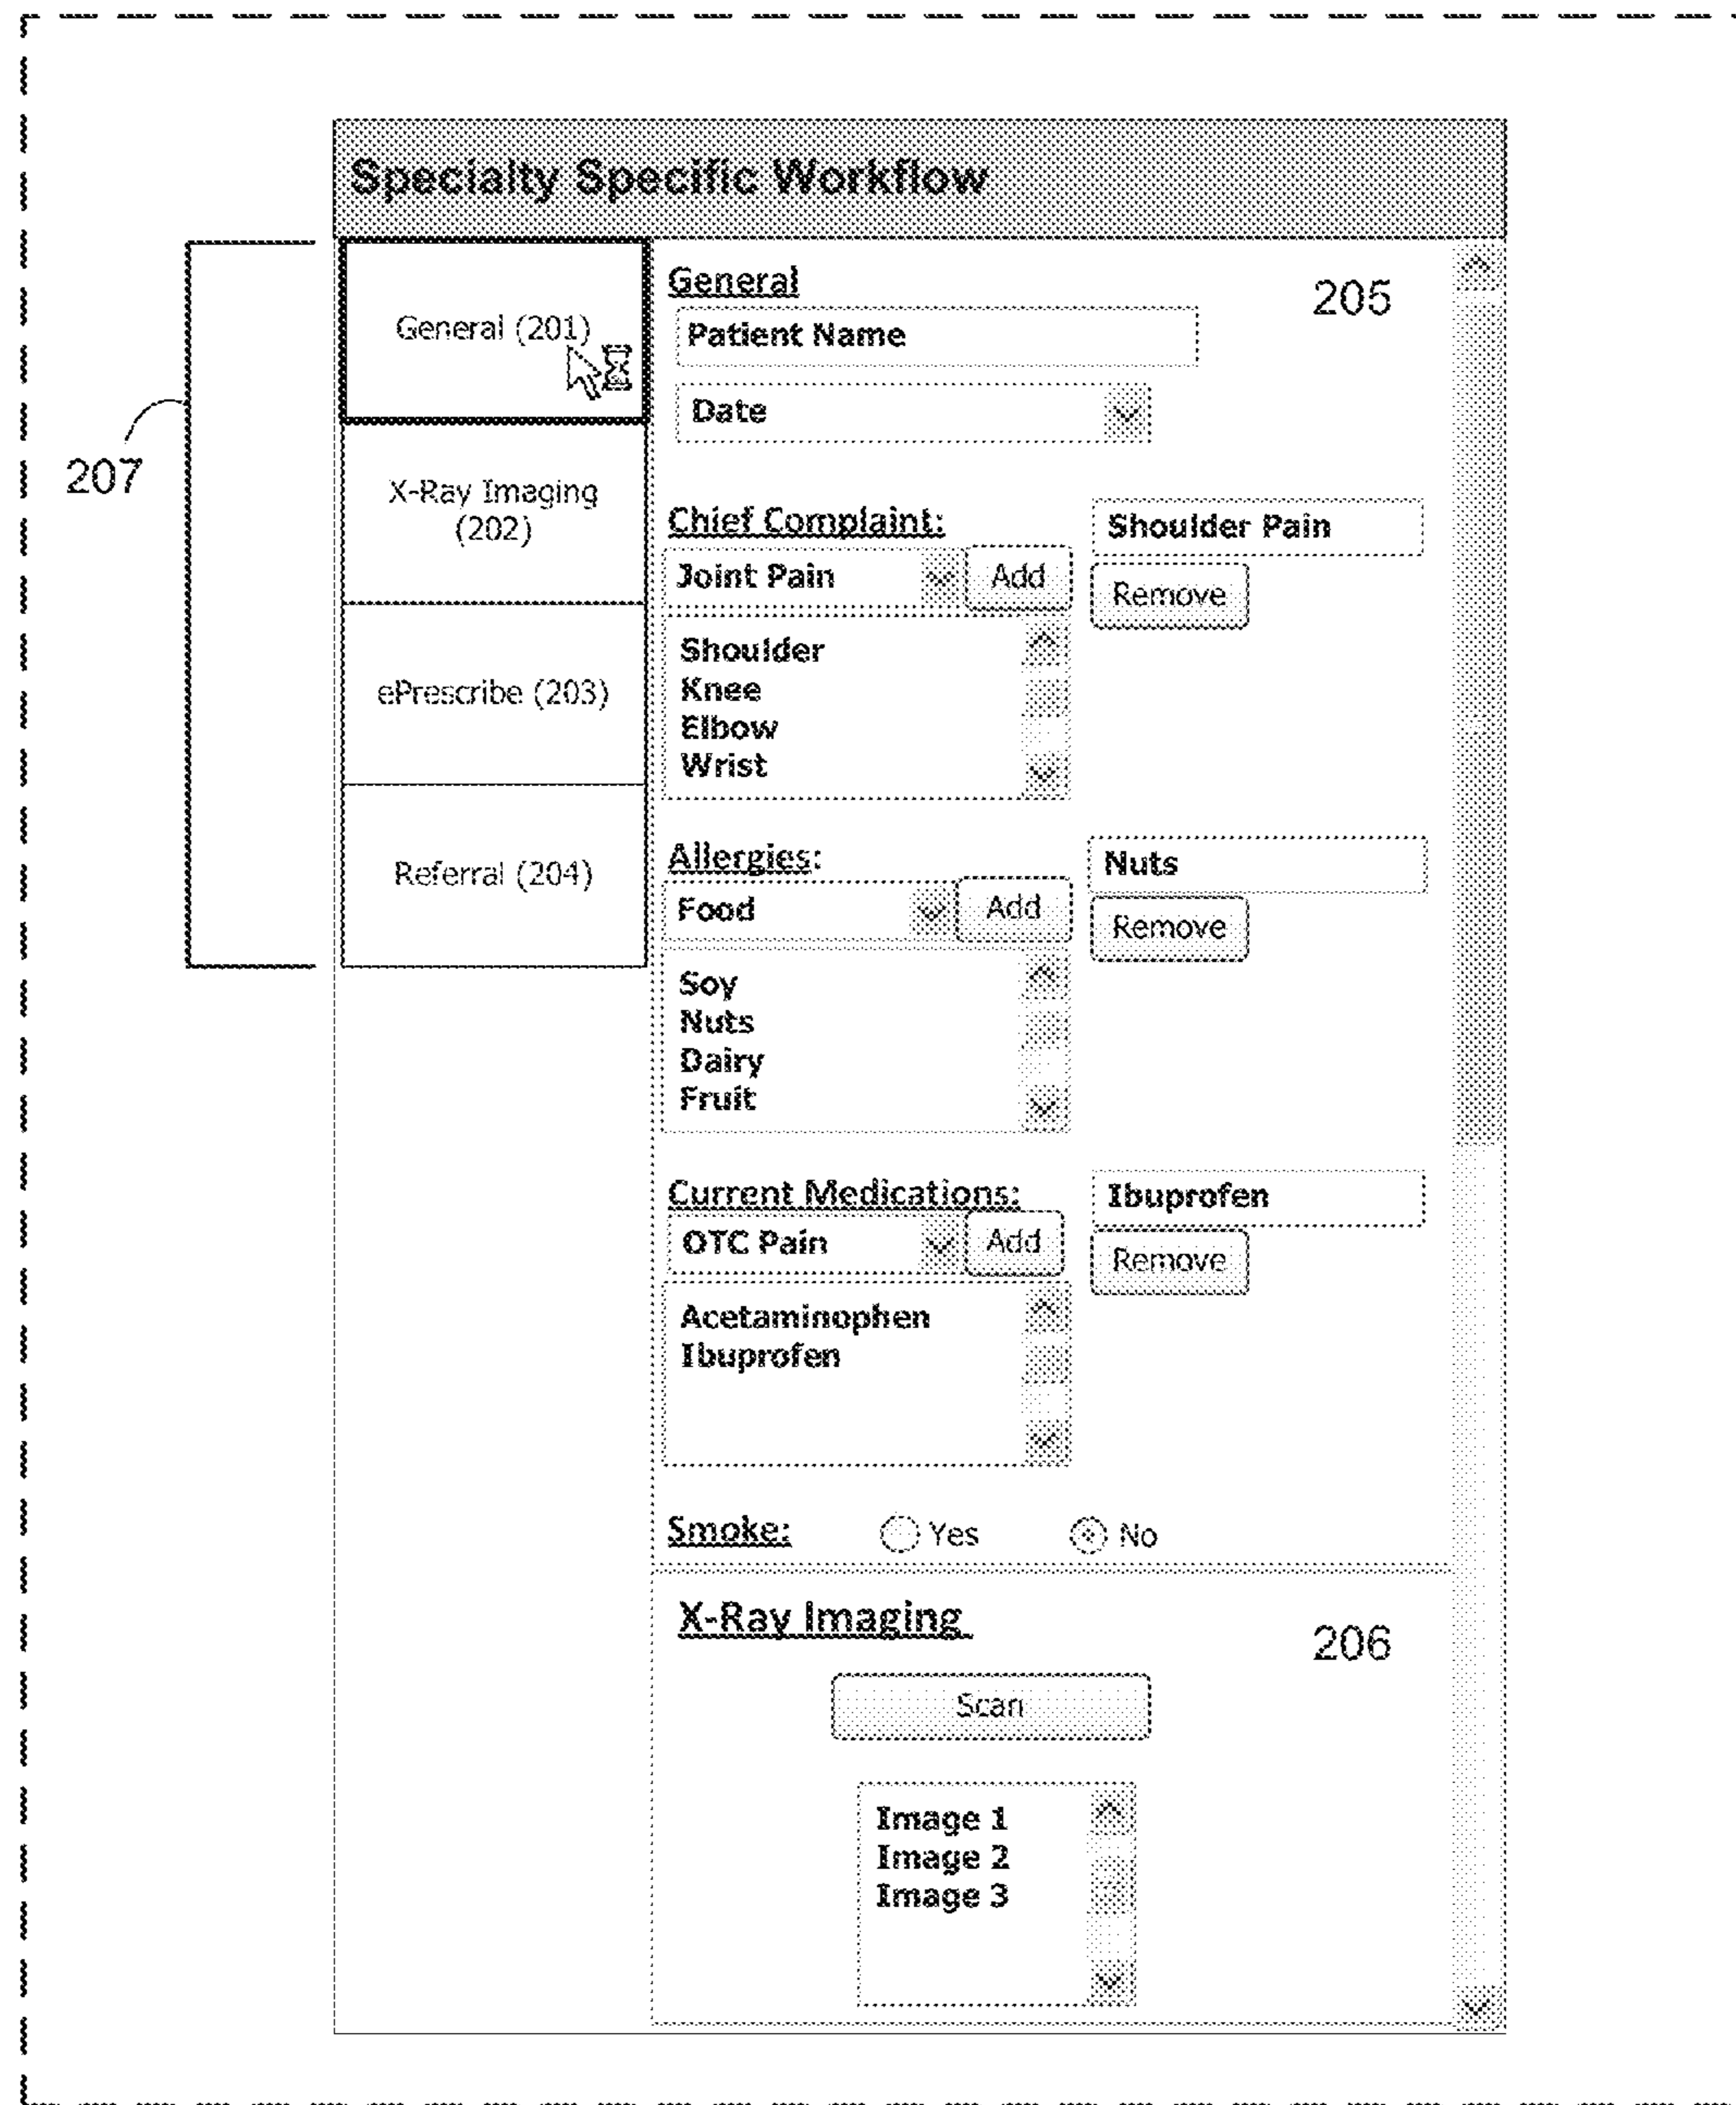 Specialty Specific Workflow
207
General (201)
X-Ray Imaging
(202)
ePrescribe (203)
Referral (204)
General
205
Patient Name
Date
Chief Complaint:
Shoulder Pain
Joint Pain
Add
Remove
Shoulder
Knee
Elbow
Wrist
Allergies:
Nuts
Food
Add
Remove
Soy
Nuts
Dairy
Fruit
Current Medications:
Ibuprofen
OTC Pain
Add
Remove
Acetaminophen
Ibuprofen
Smoke: Yes No
X-Ray Imaging
206
Scan
Image 1
Image 2
Image 3